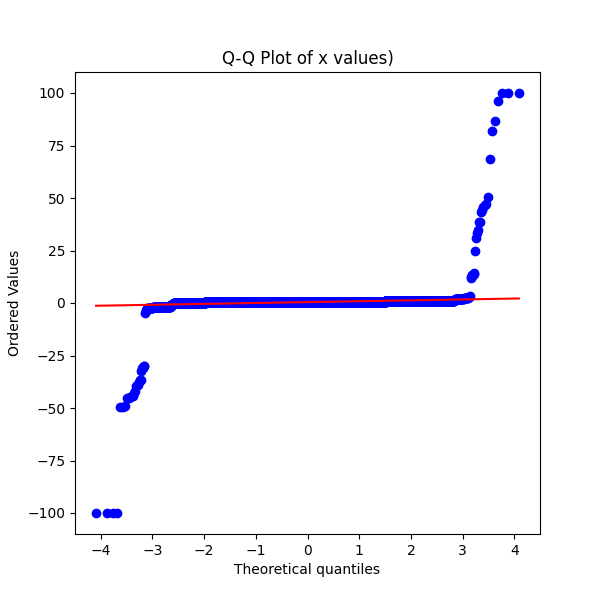 Q-Q Plot of x values)
Ordered Values
100
75
50
25
0
−25
−50
−75
−100
−4 −3 −2 −1 0 1 2 3 4
Theoretical quantiles